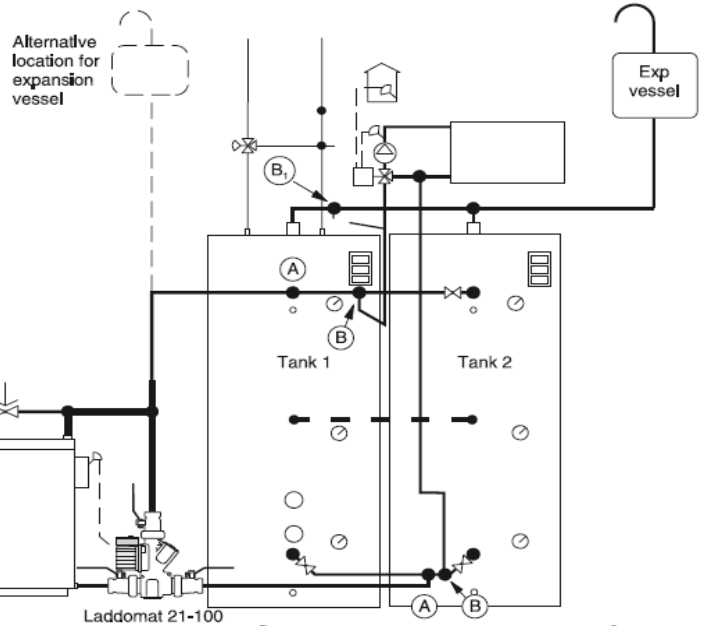 Alternative
location for
expansion
vessel
Exp
vessel
B1
A
B
Tank 1
Tank 2
A
B
Laddomat 21-100